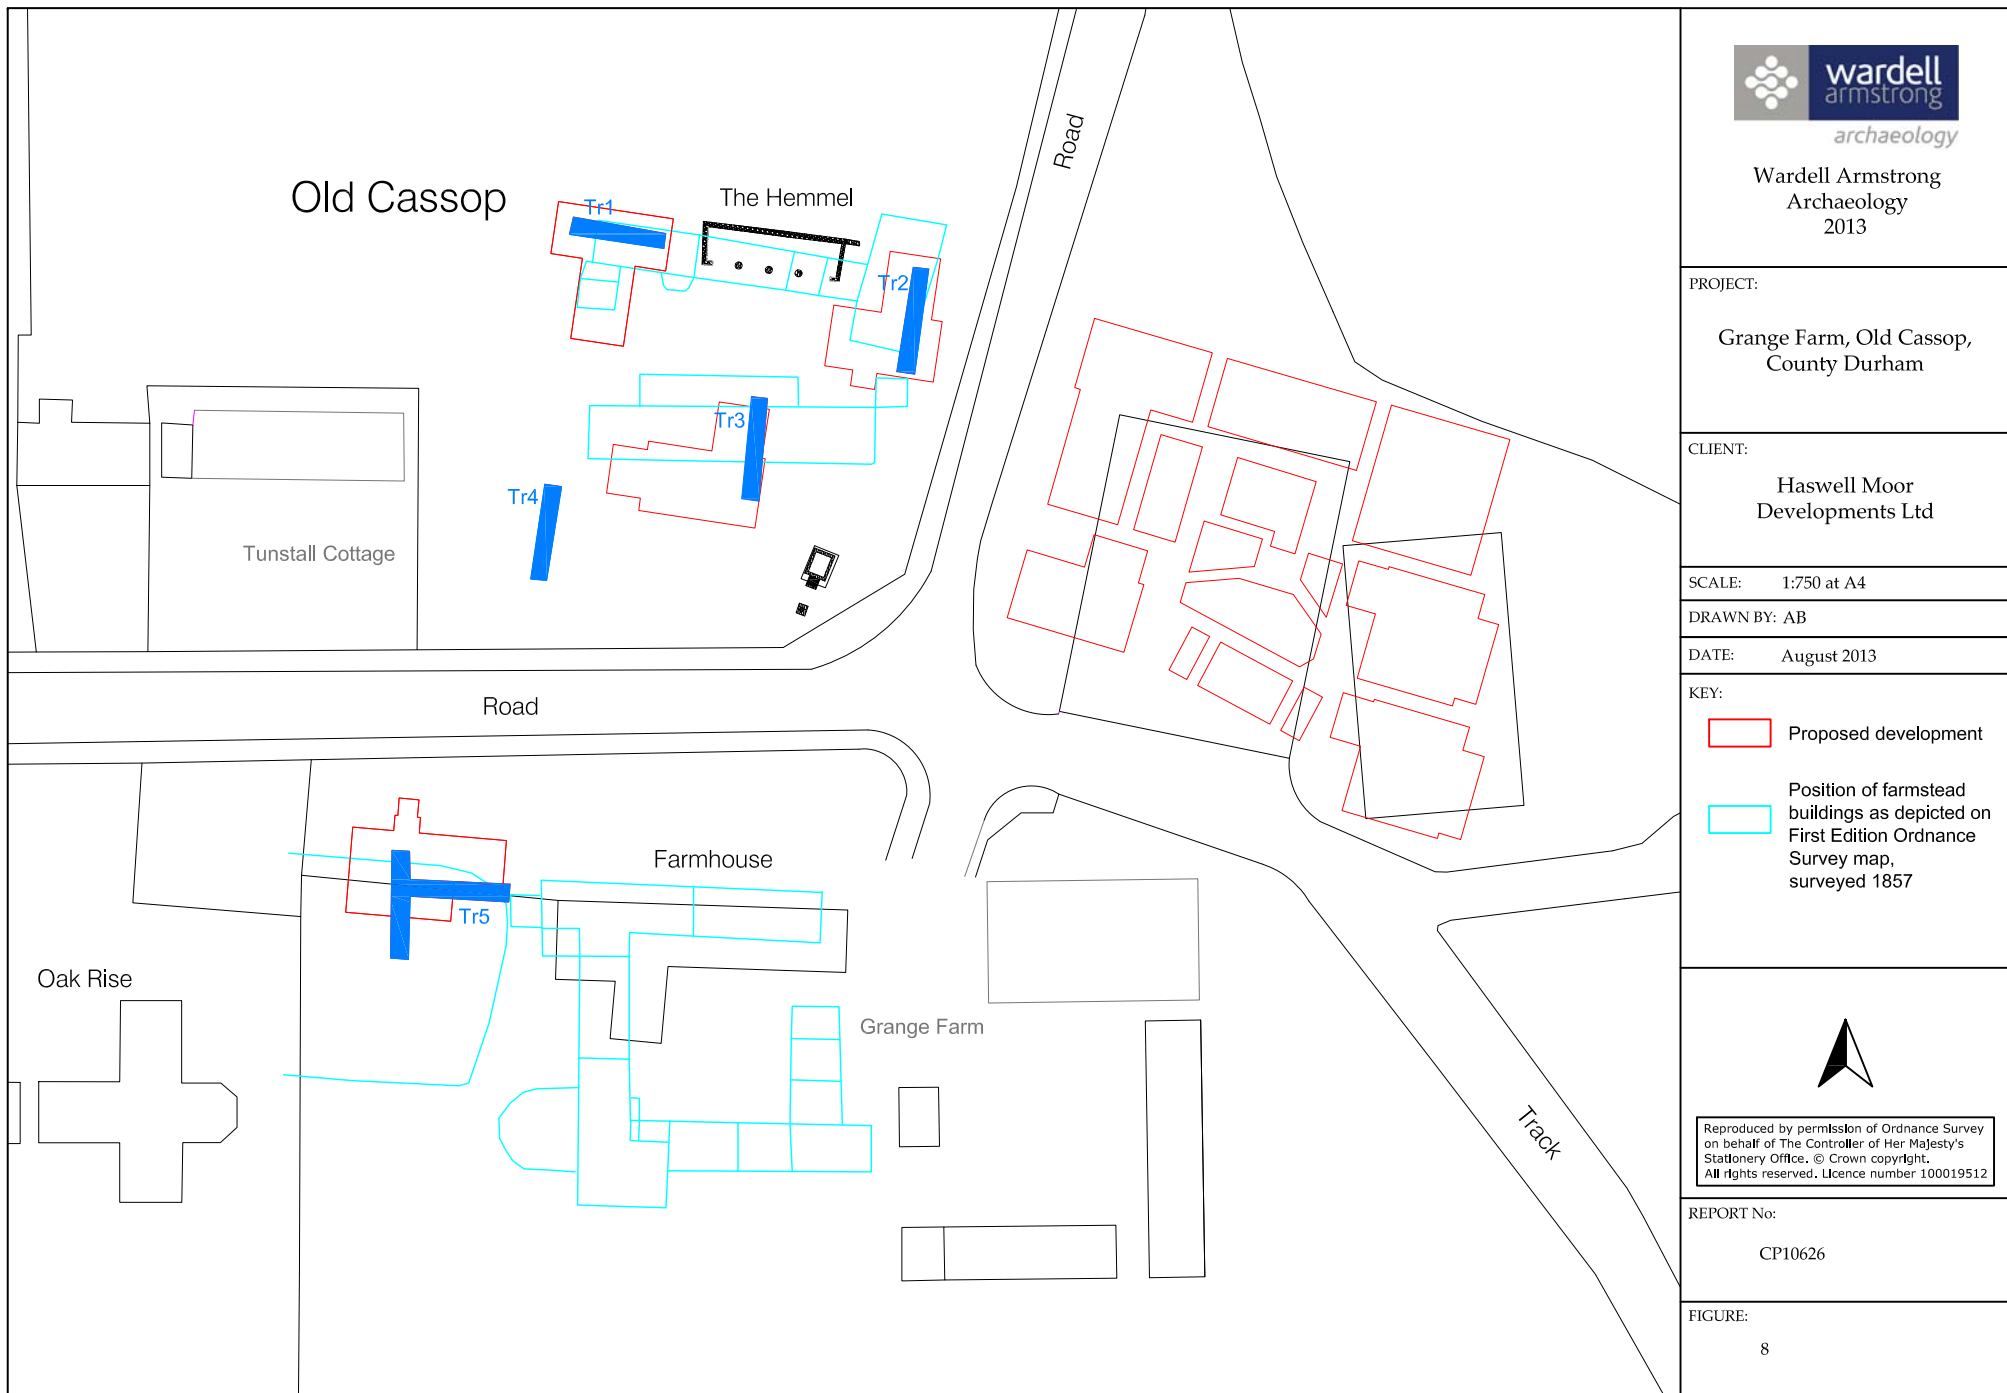 Old Cassop
The Hemmel
Road
Tr1
Tr2
Tr3
Tr4
Tunstall Cottage
Road
Farmhouse
Tr5
Oak Rise
Grange Farm
Track
wardell
armstrong
archaeology
Wardell Armstrong
Archaeology
2013
PROJECT:
Grange Farm, Old Cassop,
County Durham
CLIENT:
Haswell Moor
Developments Ltd
SCALE: 1:750 at A4
DRAWN BY: AB
DATE: August 2013
KEY:
Proposed development
Position of farmstead
buildings as depicted on
First Edition Ordnance
Survey map,
surveyed 1857
Reproduced by permission of Ordnance Survey
on behalf of The Controller of Her Majesty's
Stationery Office. © Crown copyright.
All rights reserved. Licence number 100019512
REPORT No:
CP10626
FIGURE:
8